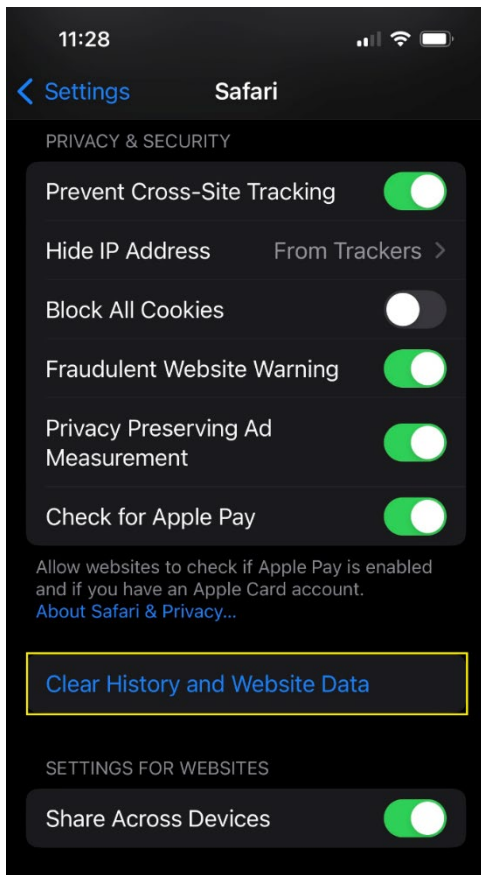 11:28
Settings
Safari
PRIVACY & SECURITY
Prevent Cross-Site Tracking
Hide IP Address From Trackers
Block All Cookies
Fraudulent Website Warning
Privacy Preserving Ad
Measurement
Check for Apple Pay
Allow websites to check if Apple Pay is enabled
and if you have an Apple Card account.
About Safari & Privacy...
Clear History and Website Data
SETTINGS FOR WEBSITES
Share Across Devices